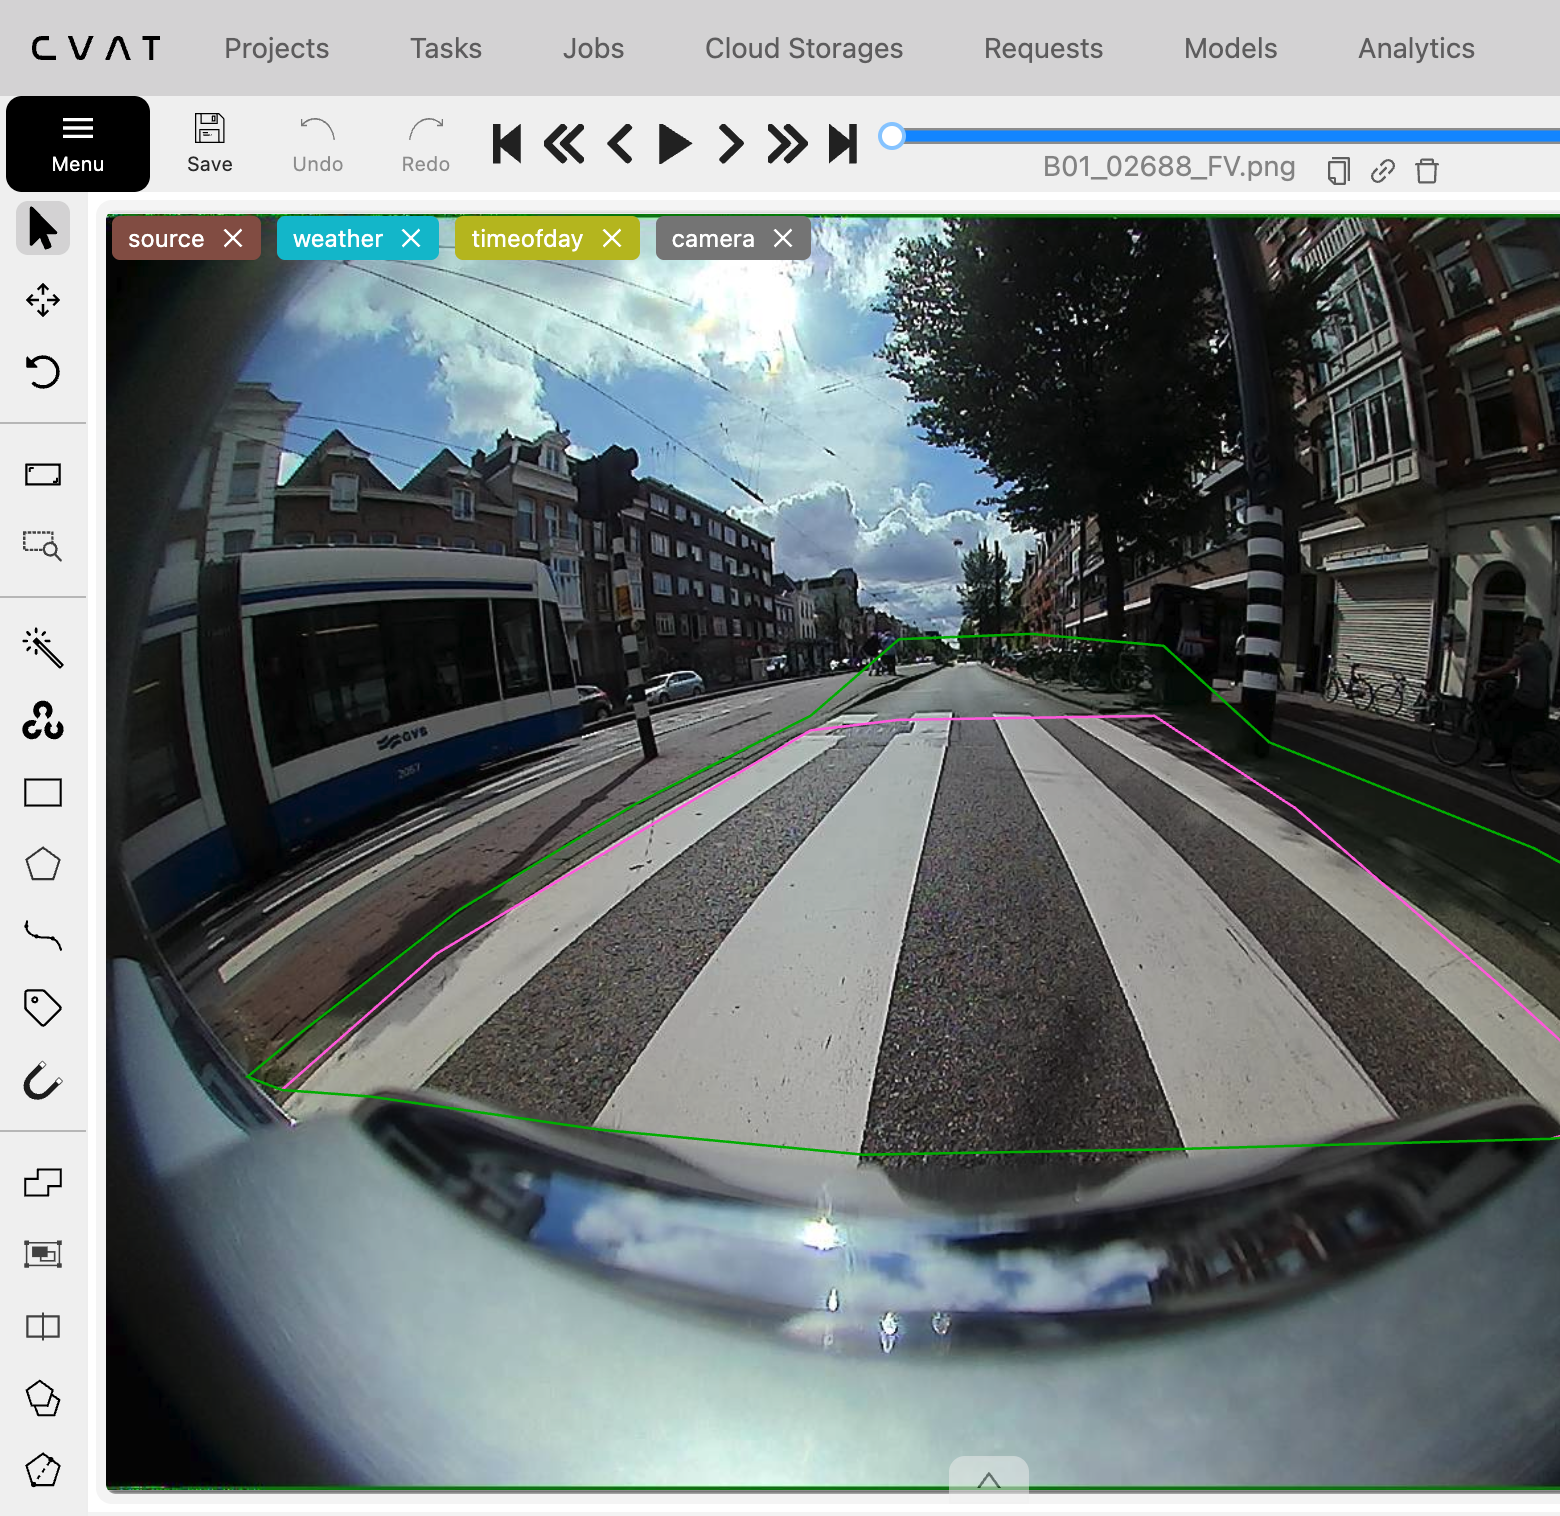 CVAT Projects Tasks Jobs Cloud Storages Requests Models Analytics
Menu Save Undo Redo
B01_02688_FV.png
source weather timeofday camera
GVB
2057